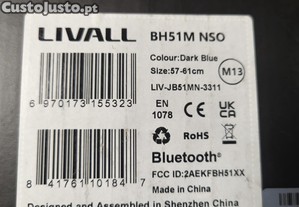 CustoJusto.pt
LIVALL
BH51M NSO
Colour:Dark Blue
Size:57-61cm
M13
LIV-JB51MN-3311
6 970173 155323
EN
1078
CE
UK
CA
RoHS
Bluetooth®
8 41761 10184 7
FCC ID:2AEKFBH51XX
Made in China
Designed and Assembled in Shenzhen China